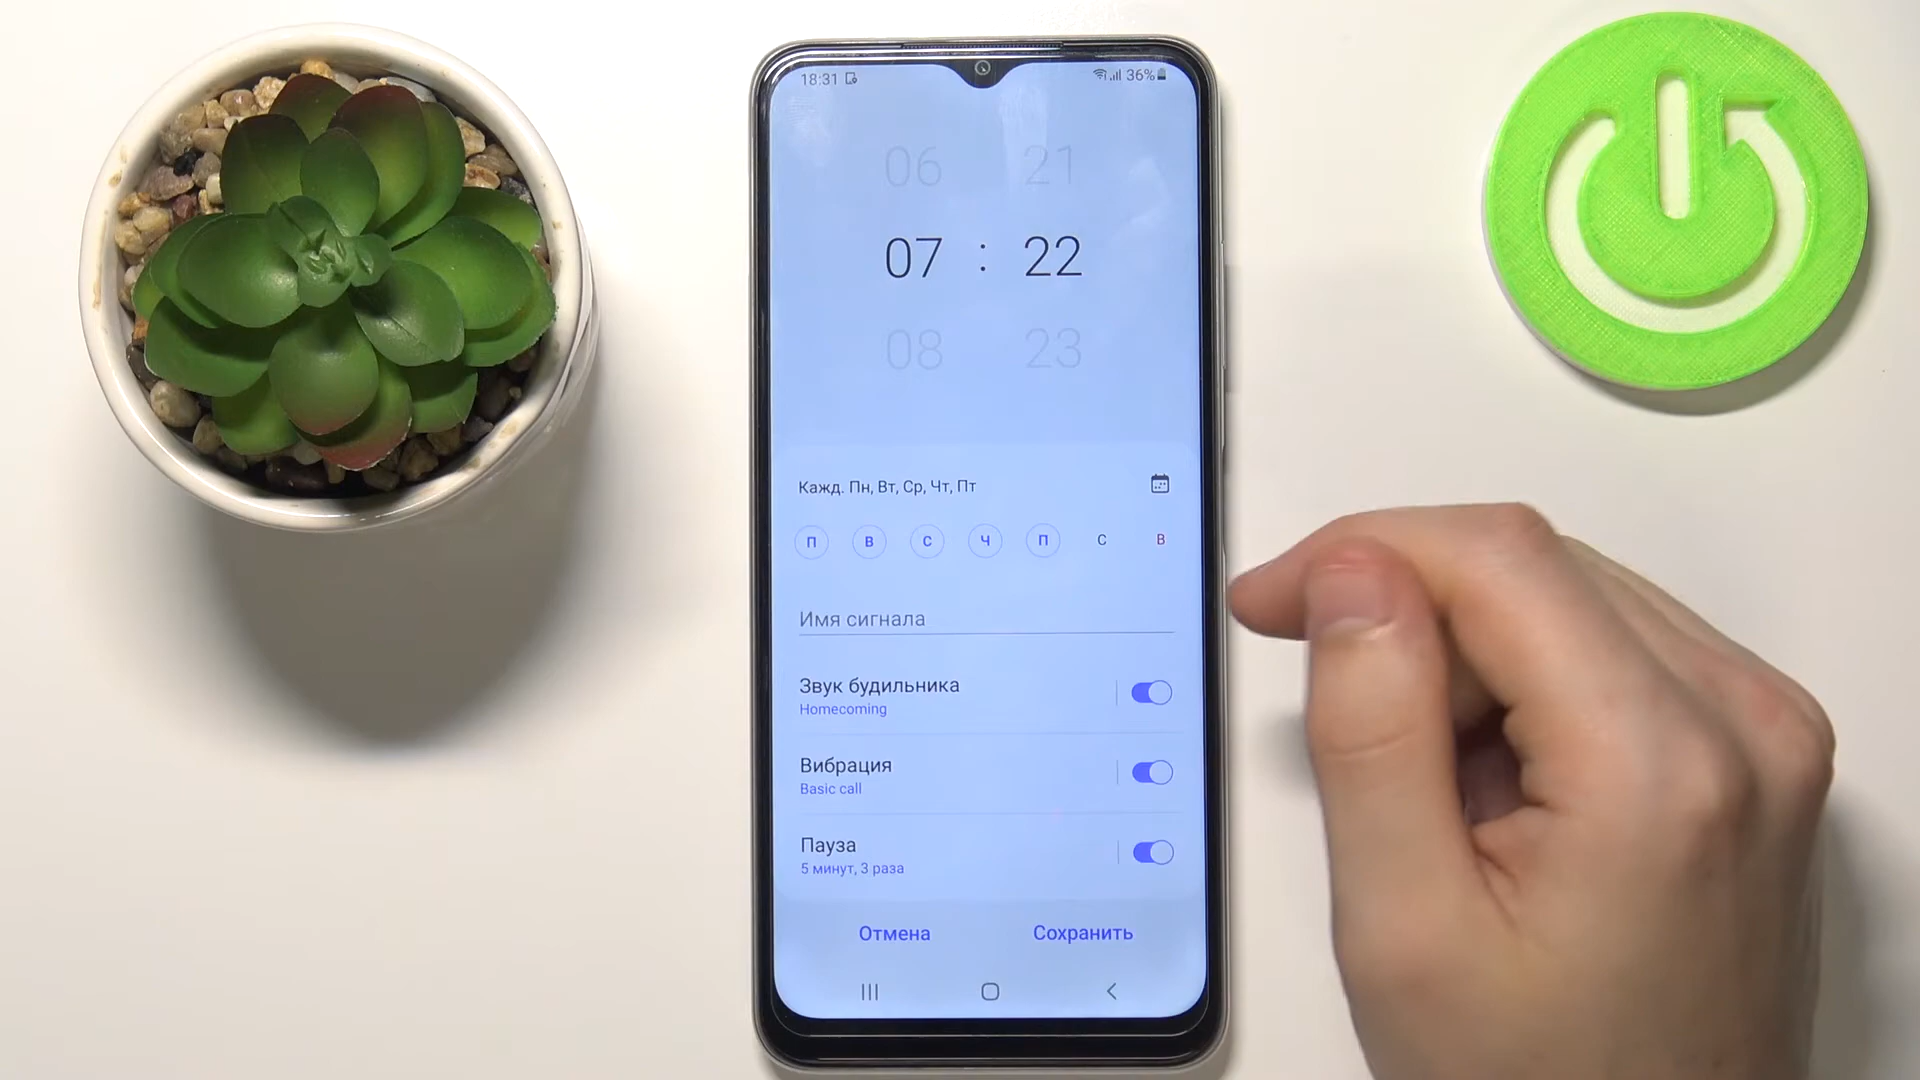 18:31 36%
06 21
07 : 22
08 23
Кажд. Пн, Вт, Ср, Чт, Пт
П В С Ч П С В
Имя сигнала
Звук будильника
Homecoming
Вибрация
Basic call
Пауза
5 минут, 3 раза
Отмена Сохранить